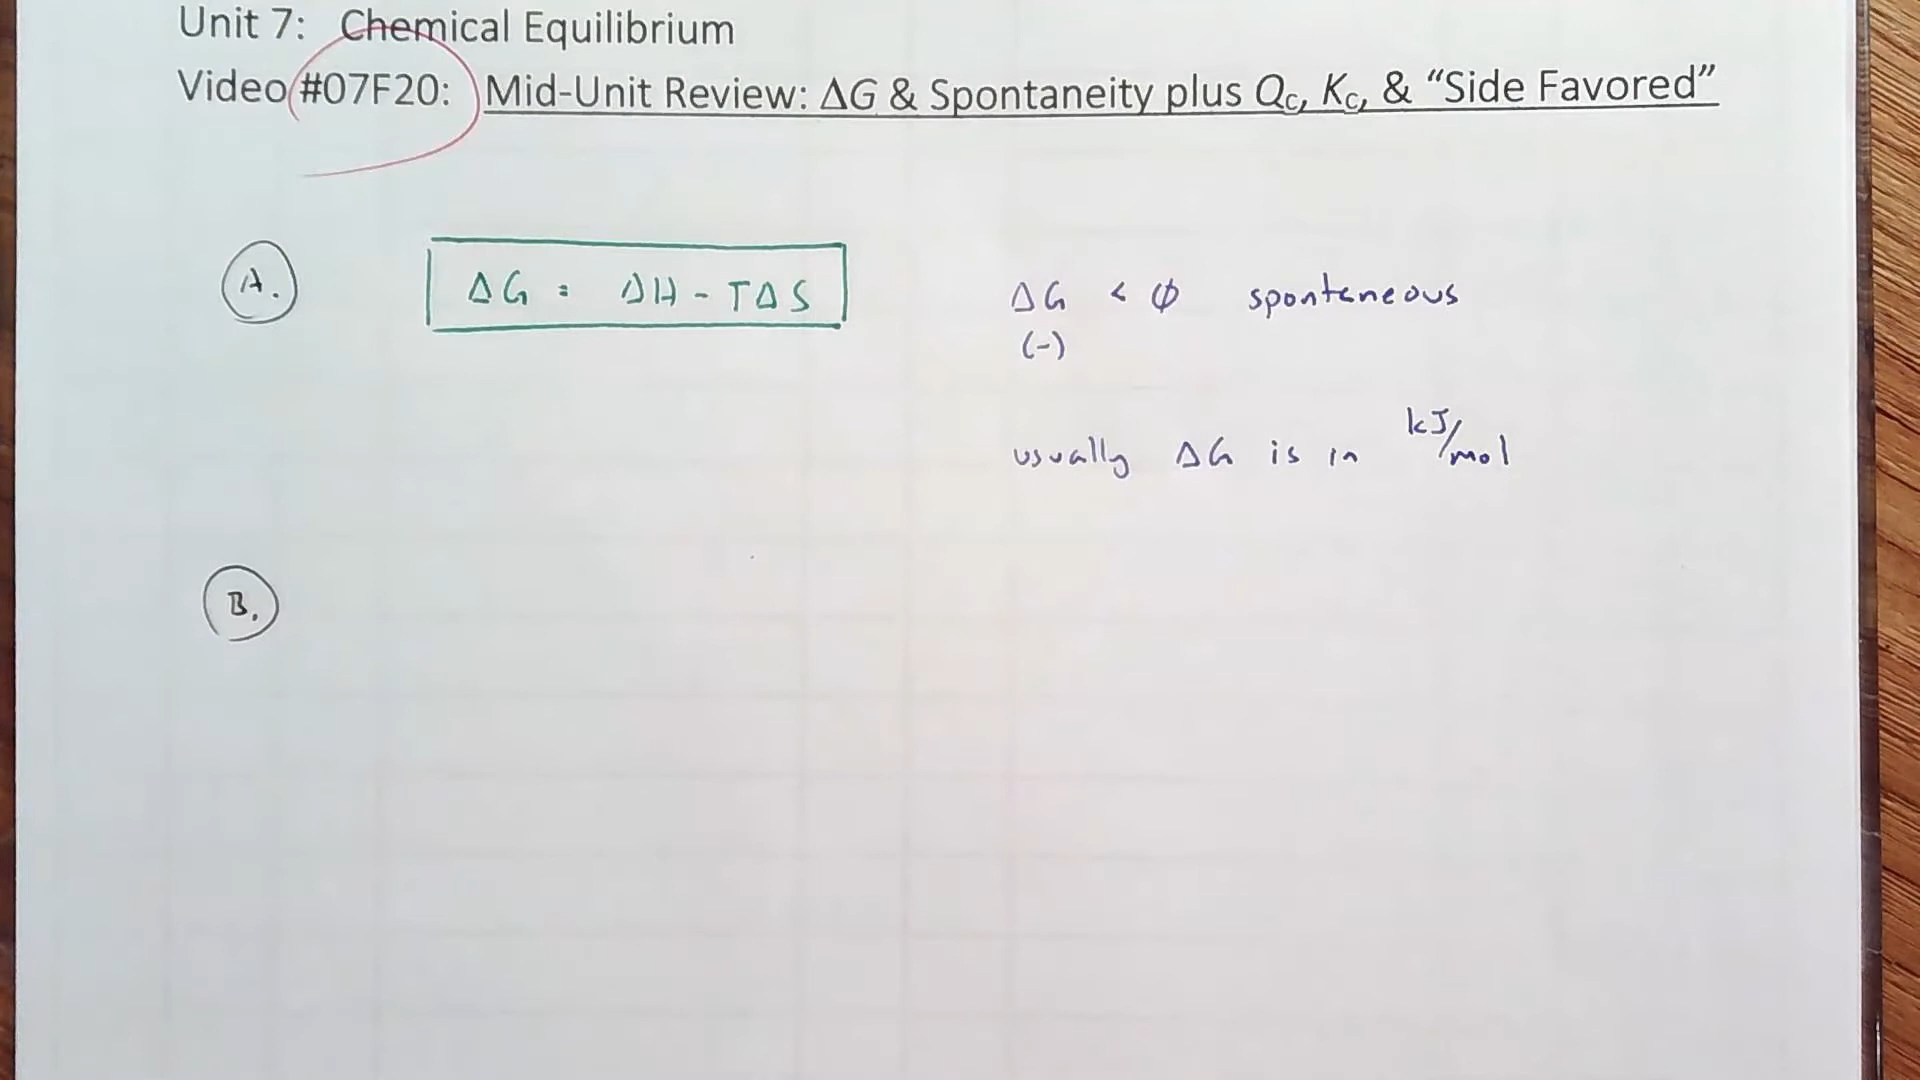 Unit 7: Chemical Equilibrium
Video #07F20: Mid-Unit Review: ΔG & Spontaneity plus Qc, Kc, & “Side Favored”
A. ΔG = ΔH - TΔS ΔG < φ spontaneous
(-)
usually ΔG is in kJ/mol
B.